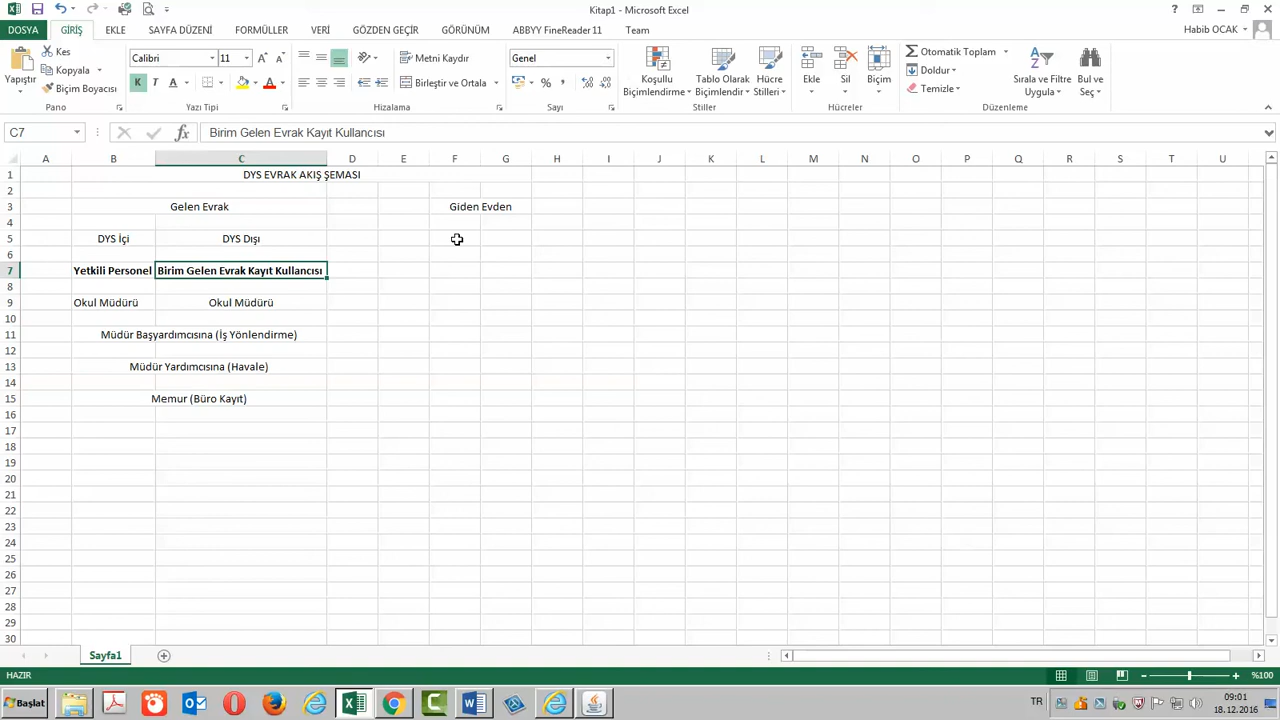 Kitap1 - Microsoft Excel
DOSYA GİRİŞ EKLE SAYFA DÜZENİ FORMÜLLER VERİ GÖZDEN GEÇİR GÖRÜNÜM ABBYY FineReader 11 Team Habib OCAK
Yapıştır
Kes
Kopyala
Biçim Boyacısı
Pano
Calibri 11
K T A
Yazı Tipi
Metni Kaydır
Birleştir ve Ortala
Hizalama
Genel
Sayı
Koşullu Biçimlendirme
Tablo Olarak Biçimlendir
Hücre Stilleri
Stiller
Ekle Sil Biçim
Hücreler
Otomatik Toplam
Doldur
Temizle
Sırala ve Filtre Uygula
Bul ve Seç
Düzenleme
C7 fx Birim Gelen Evrak Kayıt Kullancısı
A B C D E F G H I J K L M N O P Q R S T U
1 DYS EVRAK AKIŞ ŞEMASI
2
3 Gelen Evrak Giden Evden
4
5 DYS İçi DYS Dışı
6
7 Yetkili Personel Birim Gelen Evrak Kayıt Kullancısı
8
9 Okul Müdürü Okul Müdürü
10
11 Müdür Başyardımcısına (İş Yönlendirme)
12
13 Müdür Yardımcısına (Havale)
14
15 Memur (Büro Kayıt)
16
17
18
19
20
21
22
23
24
25
26
27
28
29
30
Sayfa1
HAZIR %100
Başlat TR 09:01
18.12.2016